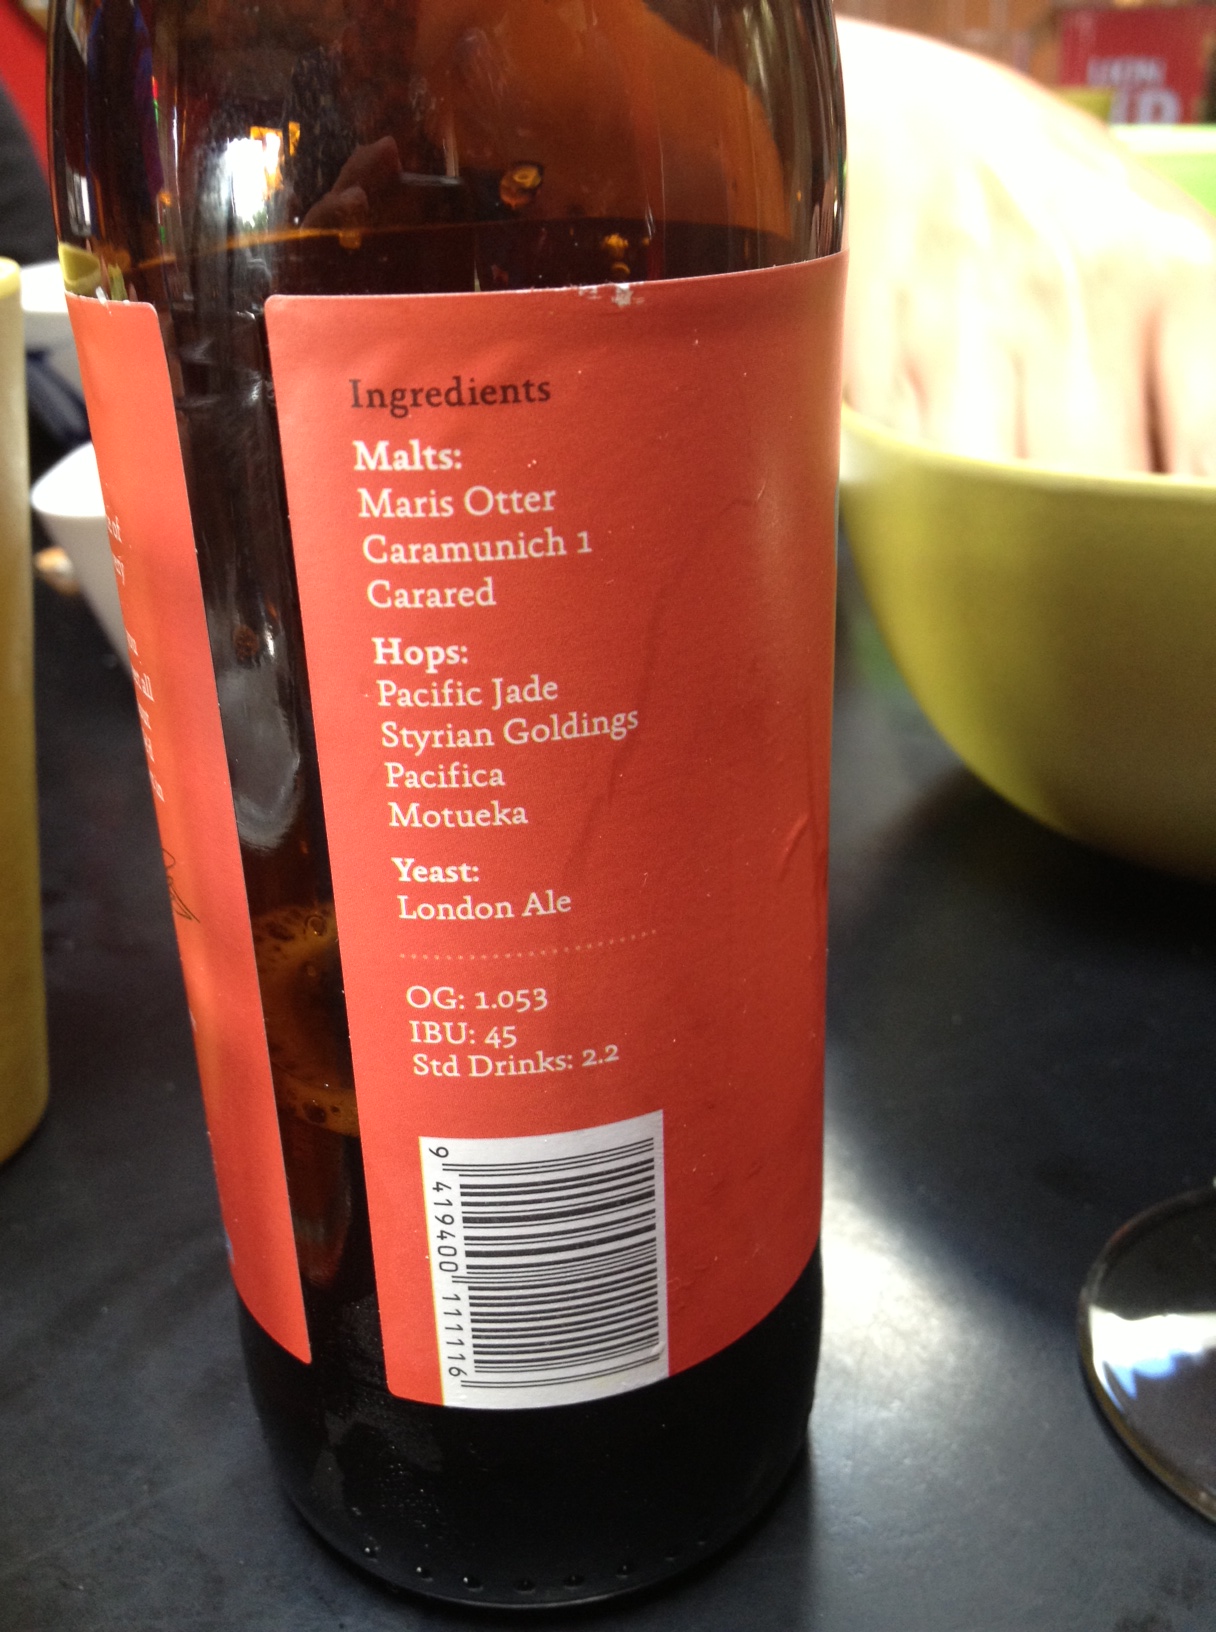 Ingredients
Malts:
Maris Otter
Caramunich 1
Carared
Hops:
Pacific Jade
Styrian Goldings
Pacifica
Motueka
Yeast:
London Ale
OG: 1.053
IBU: 45
Std Drinks: 2.2
9 419400 111116
all